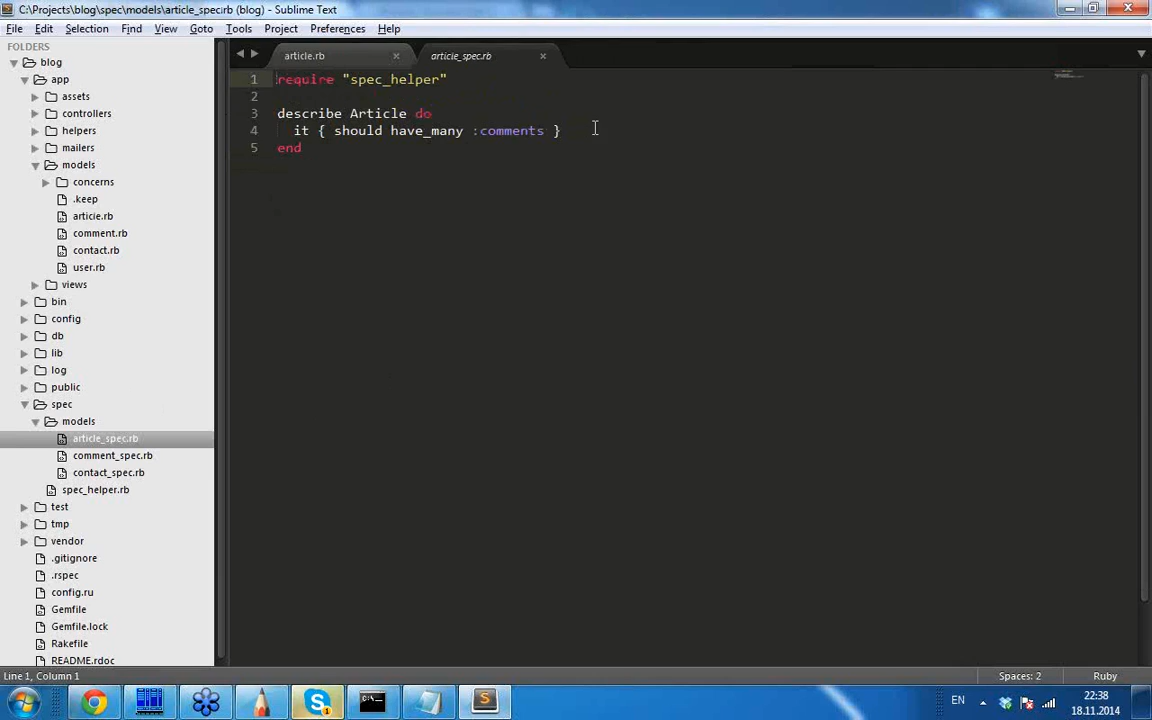 C:\Projects\blog\spec\models\article_spec.rb (blog) - Sublime Text
File Edit Selection Find View Goto Tools Project Preferences Help
FOLDERS
blog
app
assets
controllers
helpers
mailers
models
concerns
.keep
article.rb
comment.rb
contact.rb
user.rb
views
bin
config
db
lib
log
public
spec
models
article_spec.rb
comment_spec.rb
contact_spec.rb
spec_helper.rb
test
tmp
vendor
.gitignore
.rspec
config.ru
Gemfile
Gemfile.lock
Rakefile
README.rdoc
article.rb
article_spec.rb
1 require "spec_helper"
2
3 describe Article do
4 it { should have_many :comments }
5 end
Line 1, Column 1
Spaces: 2
Ruby
EN
22:38
18.11.2014